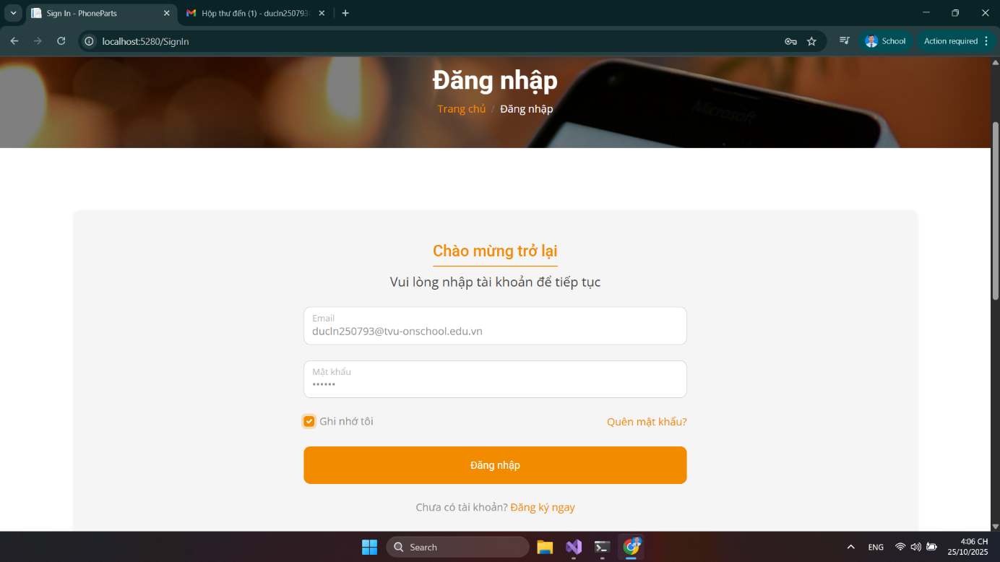 Sign In - PhoneParts
Hộp thư đến (1) - ducln250793
localhost:5280/SignIn
School
Action required
Đăng nhập
Trang chủ / Đăng nhập
Microsoft
Chào mừng trở lại
Vui lòng nhập tài khoản để tiếp tục
Email
ducln250793@tvu-onschool.edu.vn
Mật khẩu
••••••
Ghi nhớ tôi
Quên mật khẩu?
Đăng nhập
Chưa có tài khoản? Đăng ký ngay
Search
ENG
4:06 CH
25/10/2025